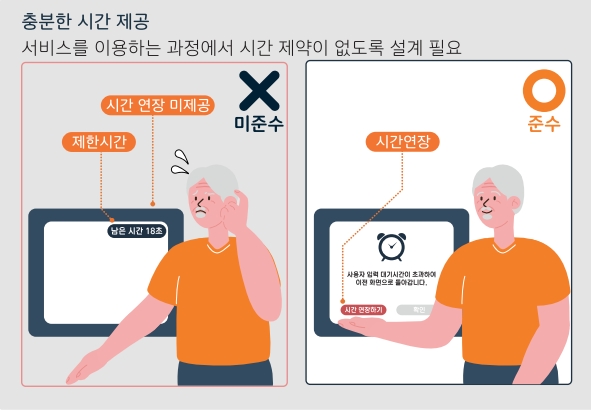 충분한 시간 제공
서비스를 이용하는 과정에서 시간 제약이 없도록 설계 필요
시간 연장 미제공
미준수
제한시간
남은 시간 18초
준수
시간연장
사용자 입력 대기시간이 초과하여
이전 화면으로 돌아갑니다.
시간 연장하기
확인